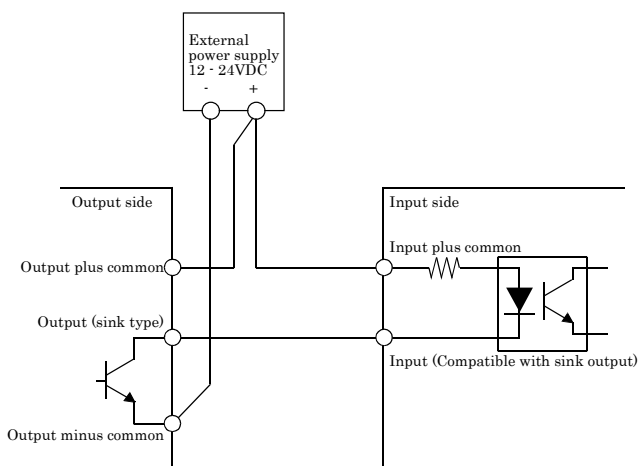 External
power supply
12 - 24VDC
- +
Output side
Input side
Input plus common
Output plus common
Output (sink type)
Input (Compatible with sink output)
Output minus common